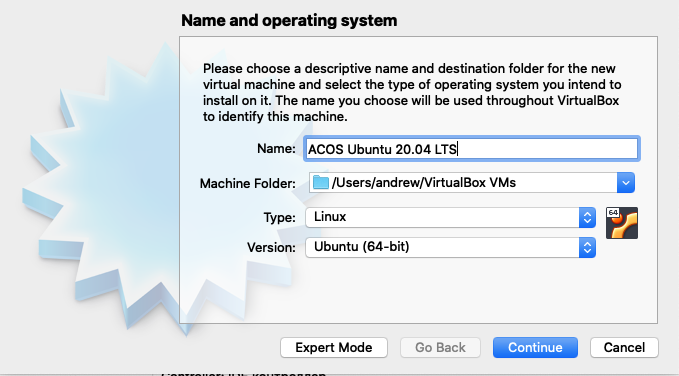 Name and operating system
Please choose a descriptive name and destination folder for the new
virtual machine and select the type of operating system you intend to
install on it. The name you choose will be used throughout VirtualBox
to identify this machine.
Name: ACOS Ubuntu 20.04 LTS
Machine Folder: /Users/andrew/VirtualBox VMs
Type: Linux
64
Version: Ubuntu (64-bit)
Expert Mode Go Back Continue Cancel